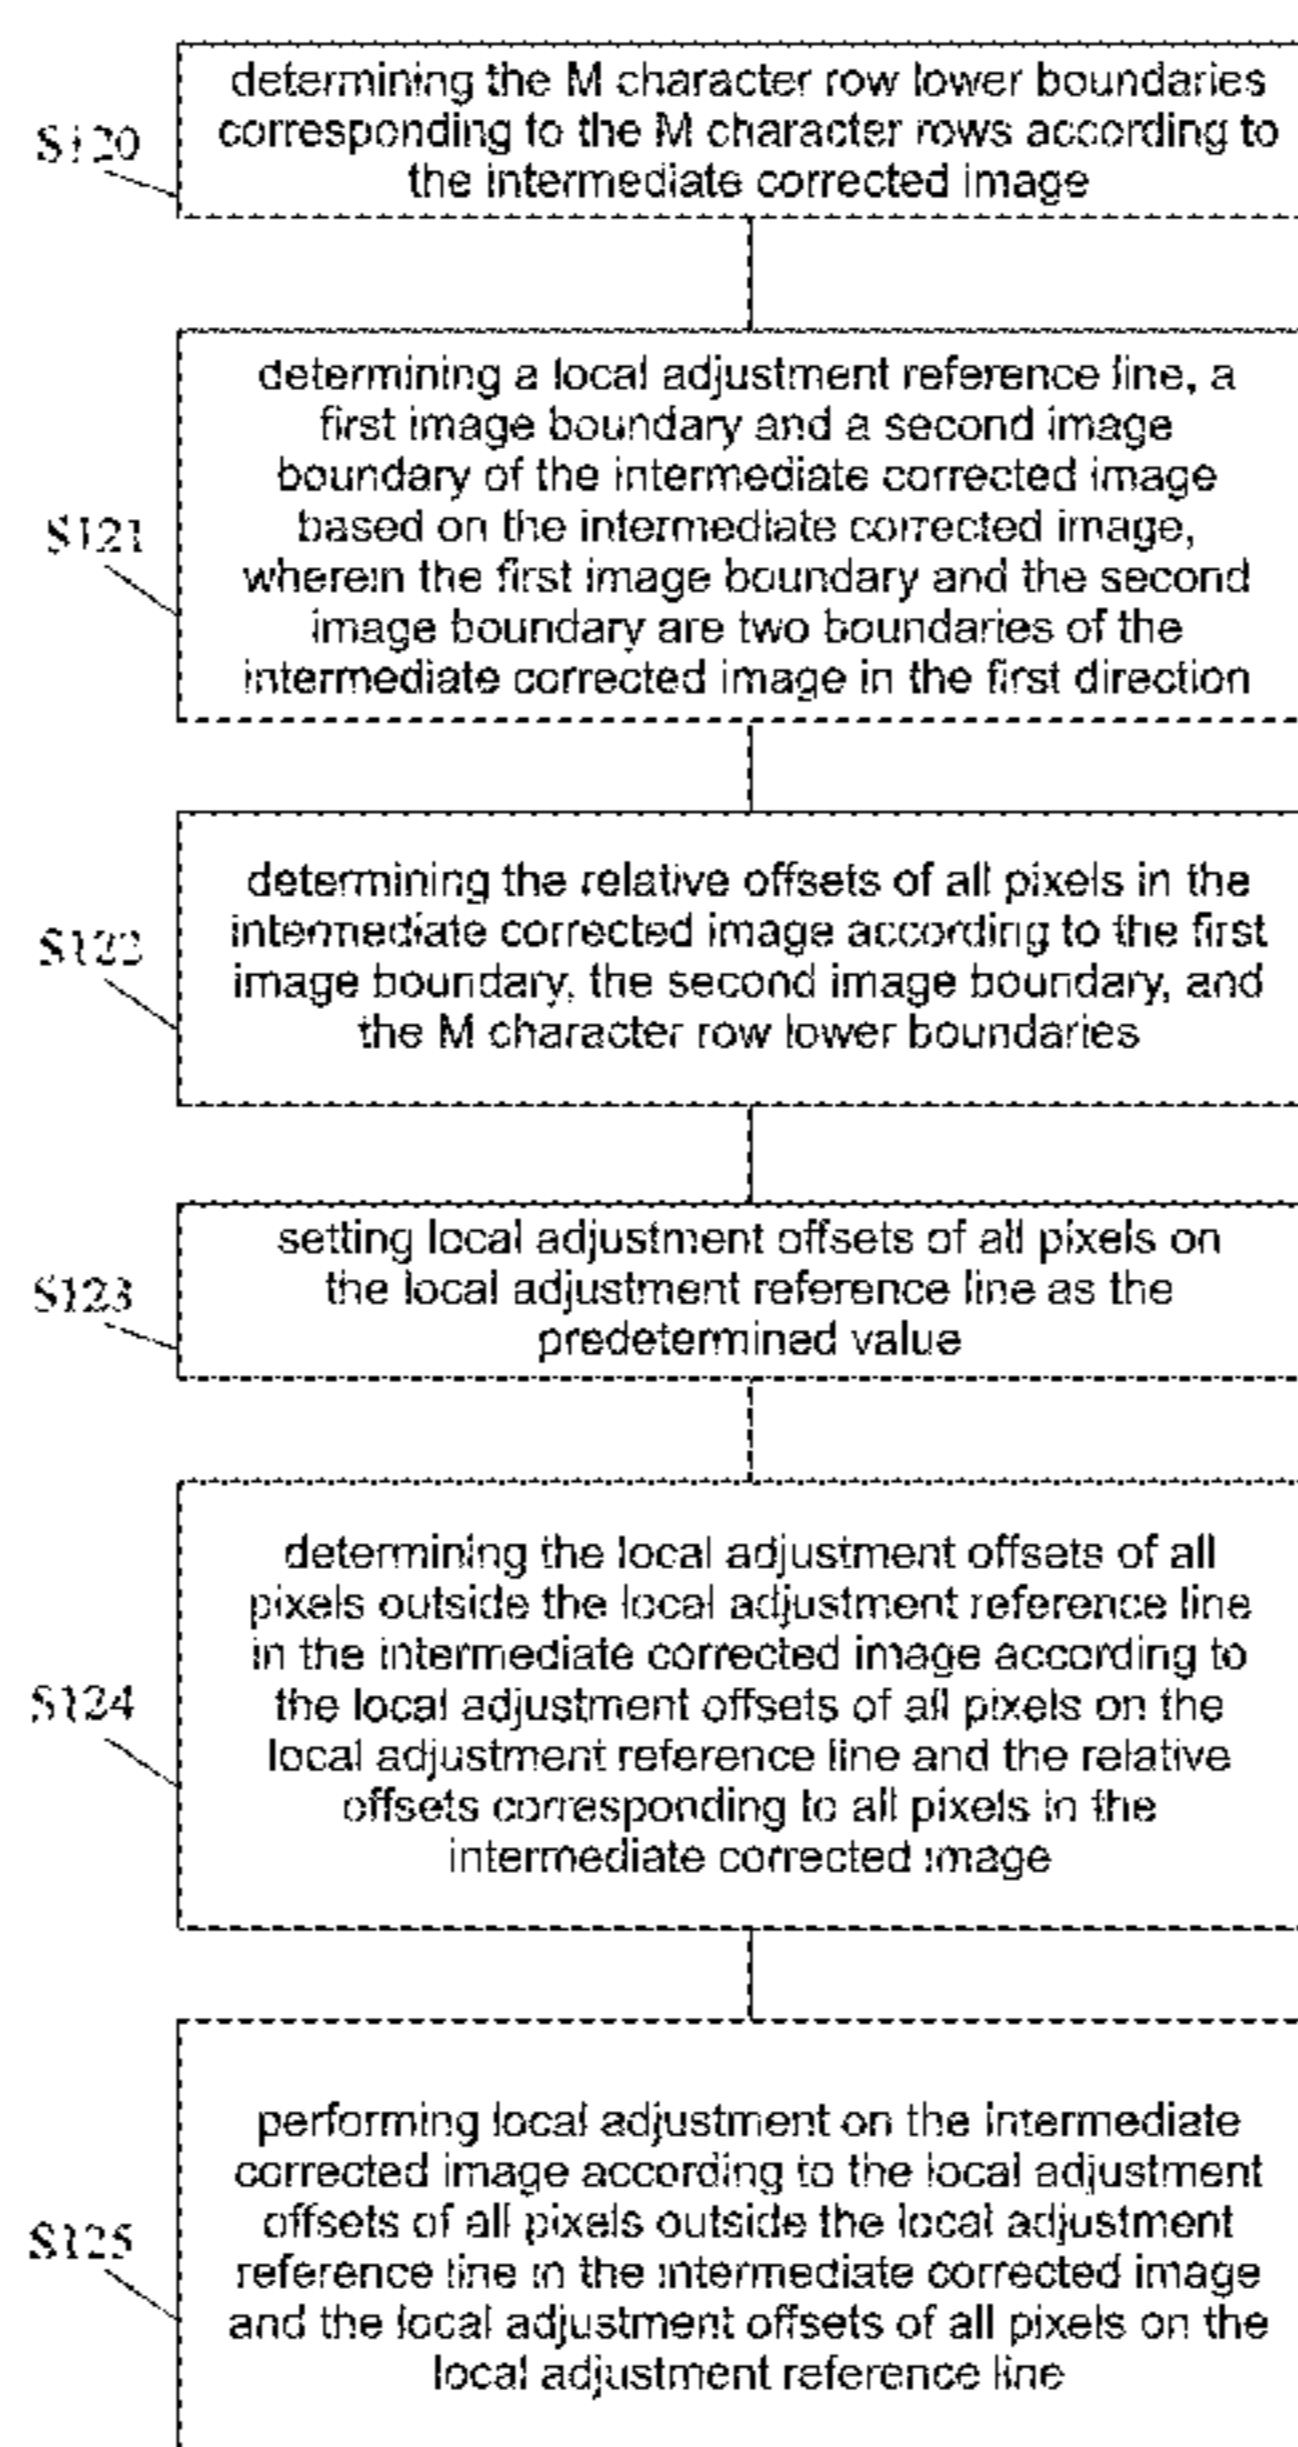 determining the M character row lower boundaries
corresponding to the M character rows according to
the intermediate corrected image
S120
determining a local adjustment reference line, a
first image boundary and a second image
boundary of the intermediate corrected image
based on the intermediate corrected image,
wherein the first image boundary and the second
image boundary are two boundaries of the
intermediate corrected image in the first direction
S121
determining the relative offsets of all pixels in the
intermediate corrected image according to the first
image boundary, the second image boundary, and
the M character row lower boundaries
S122
setting local adjustment offsets of all pixels on
the local adjustment reference line as the
predetermined value
S123
determining the local adjustment offsets of all
pixels outside the local adjustment reference line
in the intermediate corrected image according to
the local adjustment offsets of all pixels on the
local adjustment reference line and the relative
offsets corresponding to all pixels in the
intermediate corrected image
S124
performing local adjustment on the intermediate
corrected image according to the local adjustment
offsets of all pixels outside the local adjustment
reference line in the intermediate corrected image
and the local adjustment offsets of all pixels on the
local adjustment reference line
S125